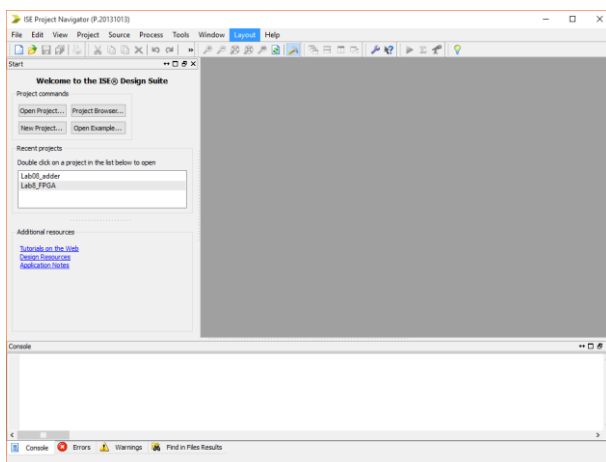 ISE Project Navigator (P.20131013)
File Edit View Project Source Process Tools Window Layout Help
Start
Welcome to the ISE® Design Suite
Project commands
Open Project... Project Browser...
New Project... Open Example...
Recent projects
Double click on a project in the list below to open
Lab08_adder
Lab8_FPGA
Additional resources
Tutorials on the Web
Design Resources
Application Notes
Console
Console Errors Warnings Find in Files Results